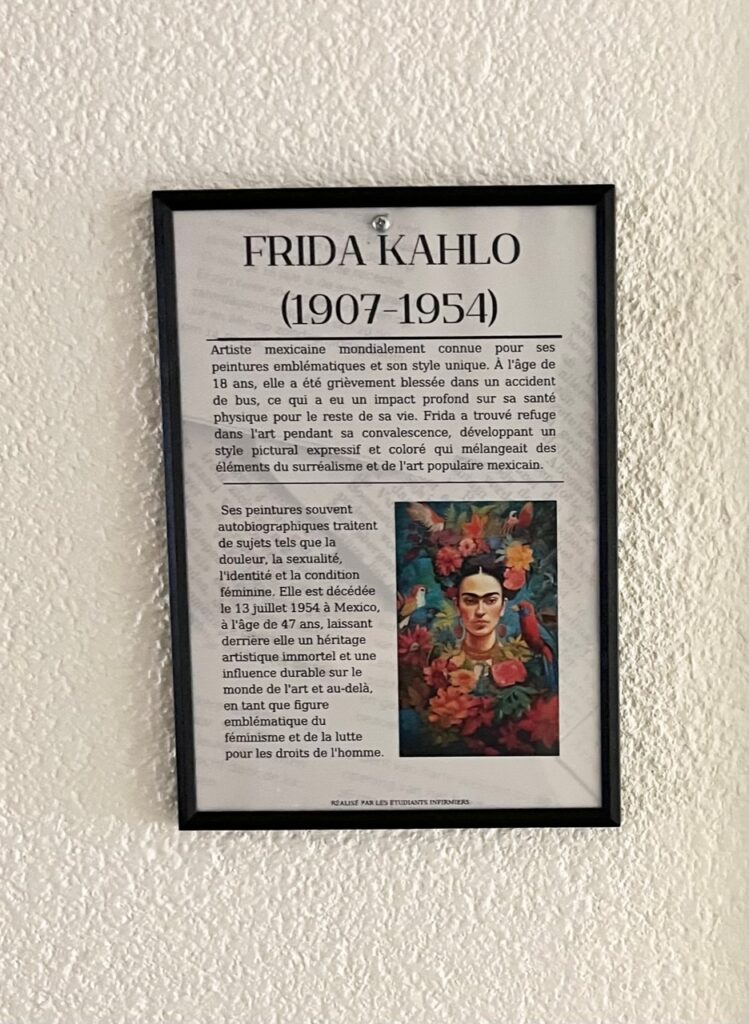 FRIDA KAHLO
(1907-1954)
Artiste mexicaine mondialement connue pour ses
peintures emblématiques et son style unique. À l'âge de
18 ans, elle a été grièvement blessée dans un accident
de bus, ce qui a eu un impact profond sur sa santé
physique pour le reste de sa vie. Frida a trouvé refuge
dans l'art pendant sa convalescence, développant un
style pictural expressif et coloré qui mélangeait des
éléments du surréalisme et de l'art populaire mexicain.
Ses peintures souvent
autobiographiques traitent
de sujets tels que la
douleur, la sexualité,
l'identité et la condition
féminine. Elle est décédée
le 13 juillet 1954 à Mexico,
à l'âge de 47 ans, laissant
derrière elle un héritage
artistique immortel et une
influence durable sur le
monde de l'art et au-delà,
en tant que figure
emblématique du
féminisme et de la lutte
pour les droits de l'homme.
RÉALISÉ PAR LES ÉTUDIANTS INFIRMIERS